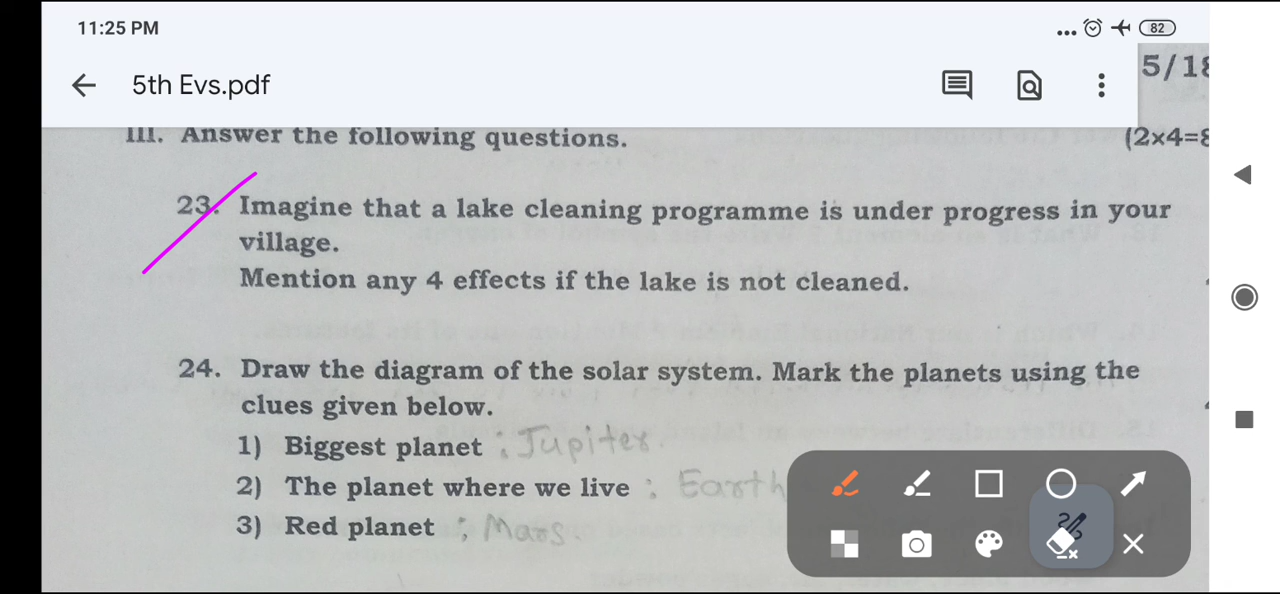 11:25 PM
82
5th Evs.pdf
5/18
III. Answer the following questions.
(2×4=8
23. Imagine that a lake cleaning programme is under progress in your
village.
Mention any 4 effects if the lake is not cleaned.
24. Draw the diagram of the solar system. Mark the planets using the
clues given below.
1) Biggest planet : Jupiter.
2) The planet where we live : Earth
3) Red planet : Mars.